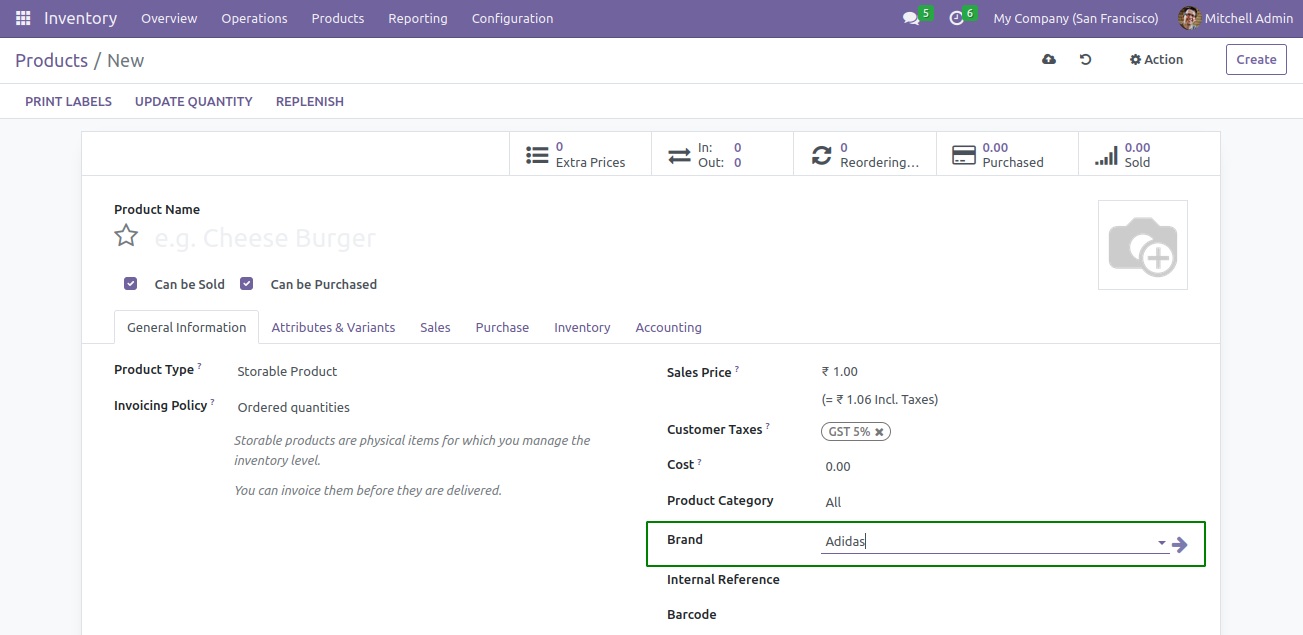 Inventory Overview Operations Products Reporting Configuration 5 6 My Company (San Francisco) Mitchell Admin
Products / New Action Create
PRINT LABELS UPDATE QUANTITY REPLENISH
0 Extra Prices
In: 0
Out: 0
0 Reordering...
0.00 Purchased
0.00 Sold
Product Name
e.g. Cheese Burger
Can be Sold Can be Purchased
General Information Attributes & Variants Sales Purchase Inventory Accounting
Product Type ? Storable Product
Invoicing Policy ? Ordered quantities
Storable products are physical items for which you manage the
inventory level.
You can invoice them before they are delivered.
Sales Price ? ₹ 1.00
(= ₹ 1.06 Incl. Taxes)
Customer Taxes ? GST 5% ✖
Cost ? 0.00
Product Category All
Brand Adidas
Internal Reference
Barcode